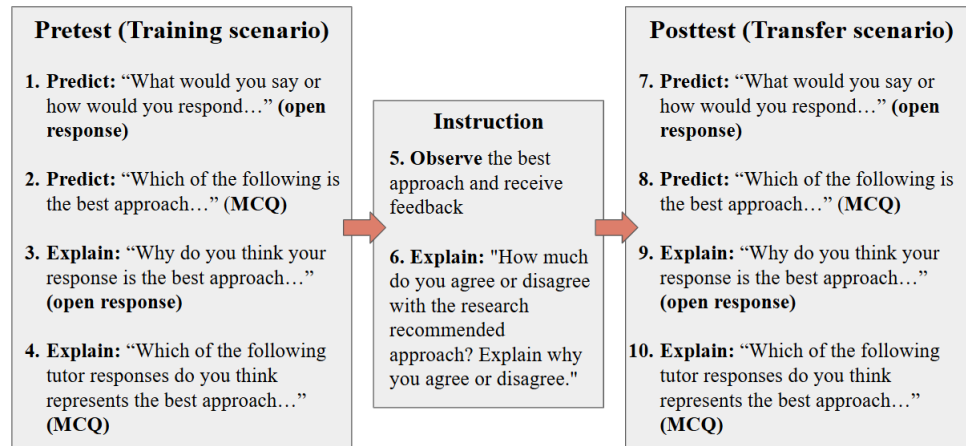 Pretest (Training scenario)
1. Predict: “What would you say or
how would you respond…” (open
response)
2. Predict: “Which of the following is
the best approach…” (MCQ)
3. Explain: “Why do you think your
response is the best approach…”
(open response)
4. Explain: “Which of the following
tutor responses do you think
represents the best approach…”
(MCQ)
Instruction
5. Observe the best
approach and receive
feedback
6. Explain: "How much
do you agree or disagree
with the research
recommended
approach? Explain why
you agree or disagree."
Posttest (Transfer scenario)
7. Predict: “What would you say or
how would you respond…” (open
response)
8. Predict: “Which of the following is
the best approach…” (MCQ)
9. Explain: “Why do you think your
response is the best approach…”
(open response)
10. Explain: “Which of the following
tutor responses do you think
represents the best approach…”
(MCQ)